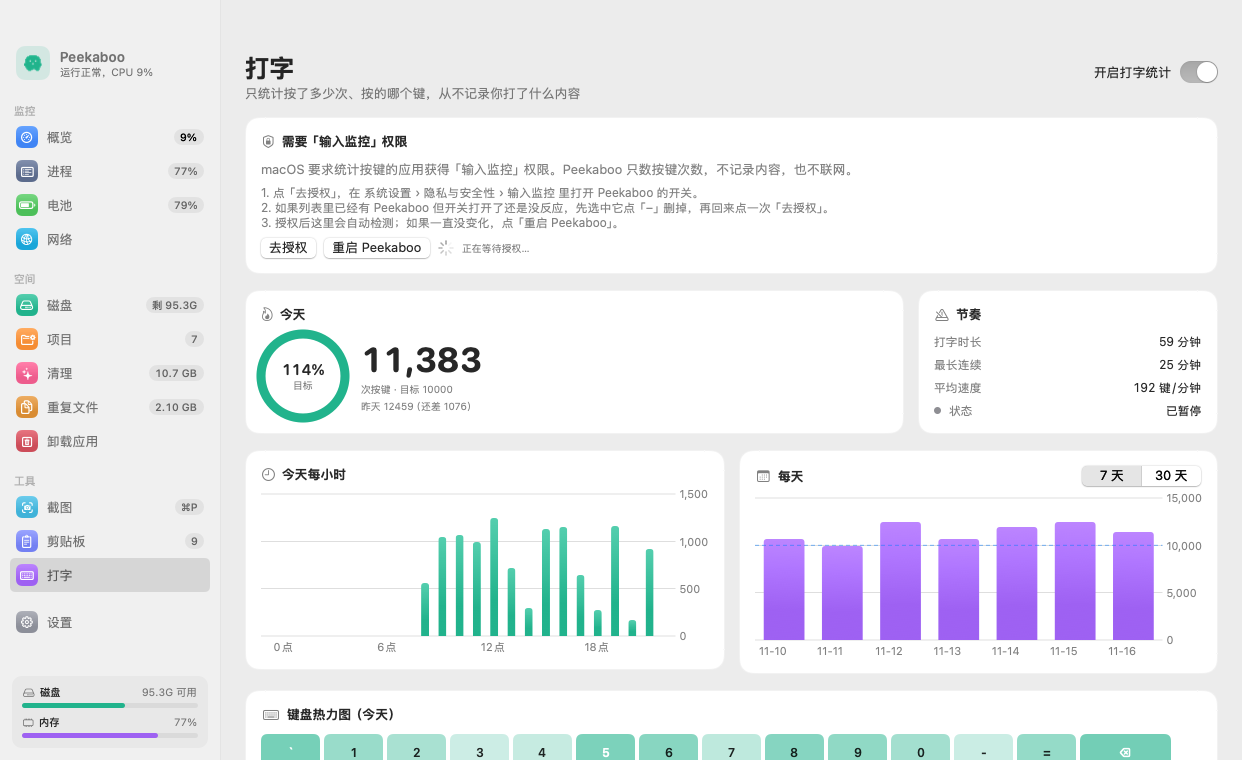 Peekaboo
运行正常，CPU 9%
监控
概览 9%
进程 77%
电池 79%
网络
空间
磁盘 剩 95.3G
项目 7
清理 10.7 GB
重复文件 2.10 GB
卸载应用
工具
截图 ⌘P
剪贴板 9
打字
设置
磁盘 95.3G 可用
内存 77%
打字
只统计按了多少次、按的哪个键，从不记录你打了什么内容
开启打字统计
需要「输入监控」权限
macOS 要求统计按键的应用获得「输入监控」权限。Peekaboo 只数按键次数，不记录内容，也不联网。
1. 点「去授权」，在 系统设置 › 隐私与安全性 › 输入监控 里打开 Peekaboo 的开关。
2. 如果列表里已经有 Peekaboo 但开关打开了还是没反应，先选中它点「−」删掉，再回来点一次「去授权」。
3. 授权后这里会自动检测；如果一直没变化，点「重启 Peekaboo」。
去授权 重启 Peekaboo 正在等待授权...
今天
114%
目标
11,383
次按键 · 目标 10000
昨天 12459 (还差 1076)
节奏
打字时长 59 分钟
最长连续 25 分钟
平均速度 192 键/分钟
状态 已暂停
今天每小时
1,500
1,000
500
0
0点 6点 12点 18点
每天
7 天 30 天
15,000
10,000
5,000
0
11-10 11-11 11-12 11-13 11-14 11-15 11-16
键盘热力图（今天）
` 1 2 3 4 5 6 7 8 9 0 - = ⌫